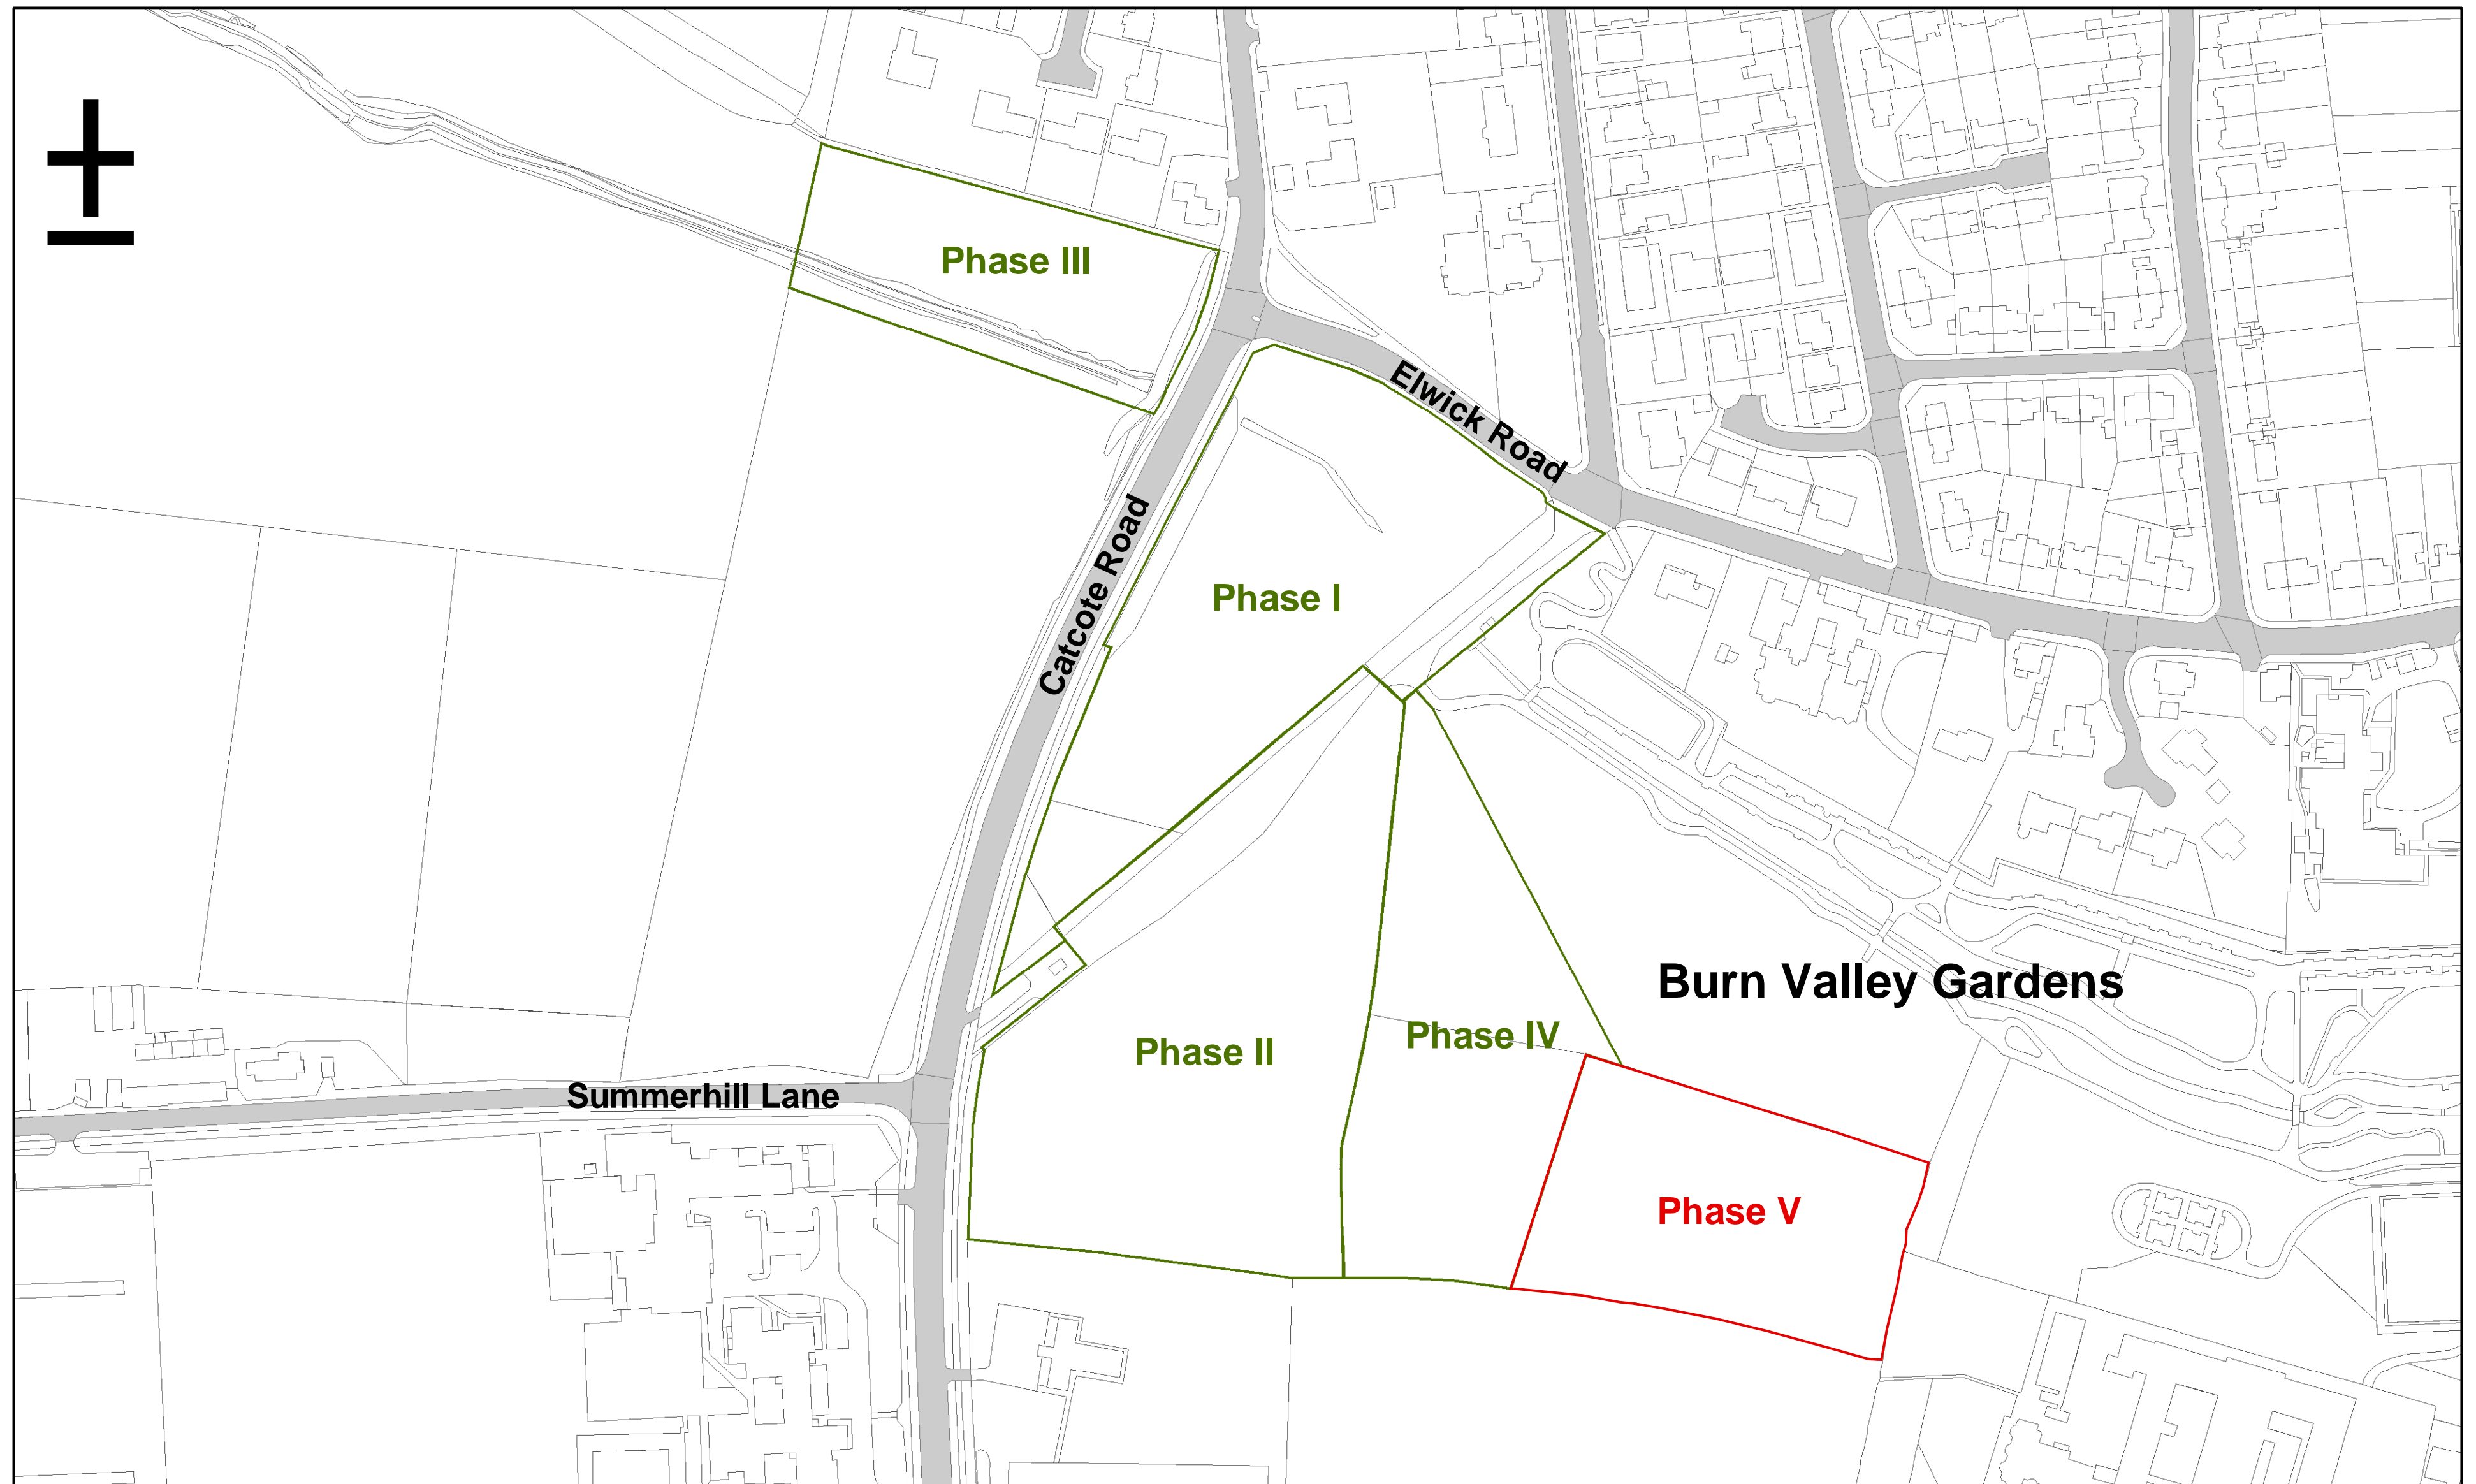 Phase III
Elwick Road
Catcote Road
Phase I
Burn Valley Gardens
Phase IV
Phase II
Summerhill Lane
Phase V